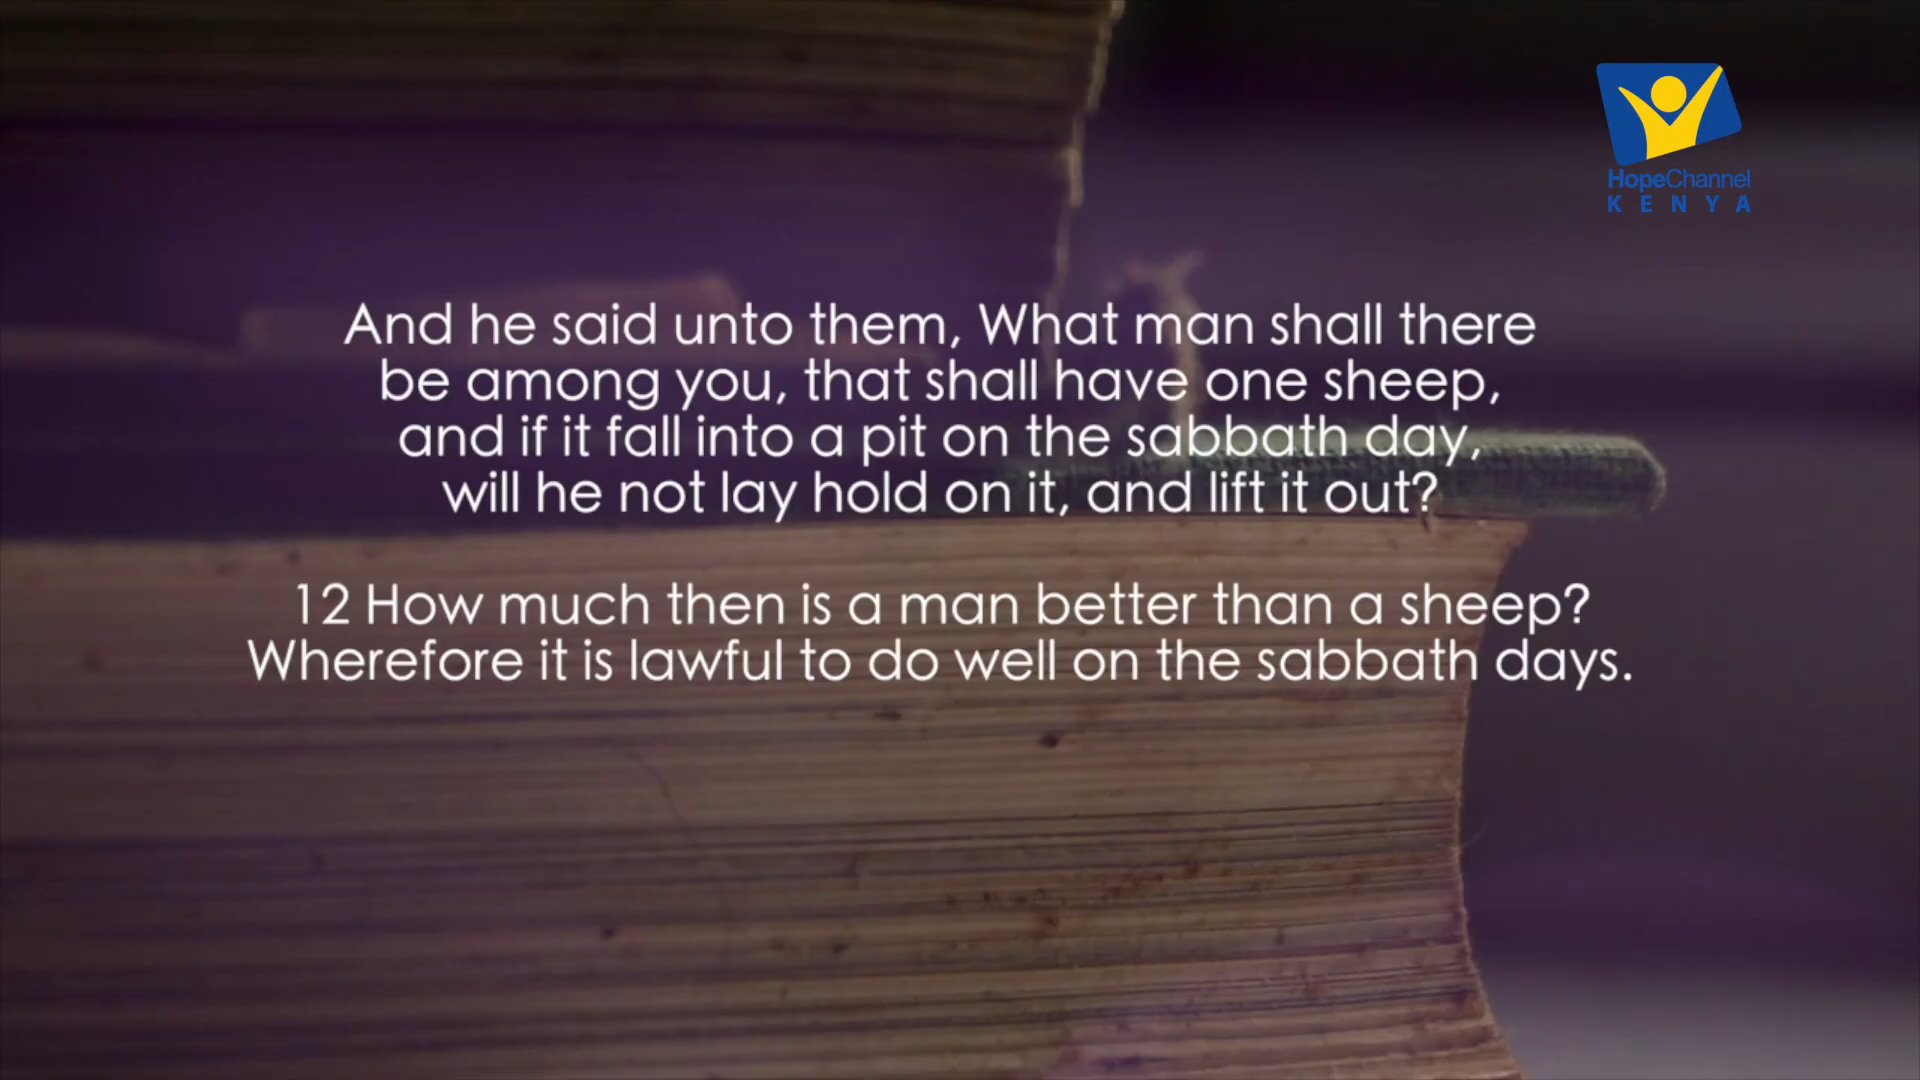 HopeChannel
KENYA
And he said unto them, What man shall there
be among you, that shall have one sheep,
and if it fall into a pit on the sabbath day,
will he not lay hold on it, and lift it out?
12 How much then is a man better than a sheep?
Wherefore it is lawful to do well on the sabbath days.